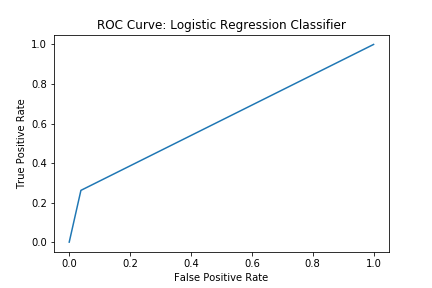 ROC Curve: Logistic Regression Classifier
1.0
0.8
0.6
0.4
0.2
0.0
True Positive Rate
0.0 0.2 0.4 0.6 0.8 1.0
False Positive Rate